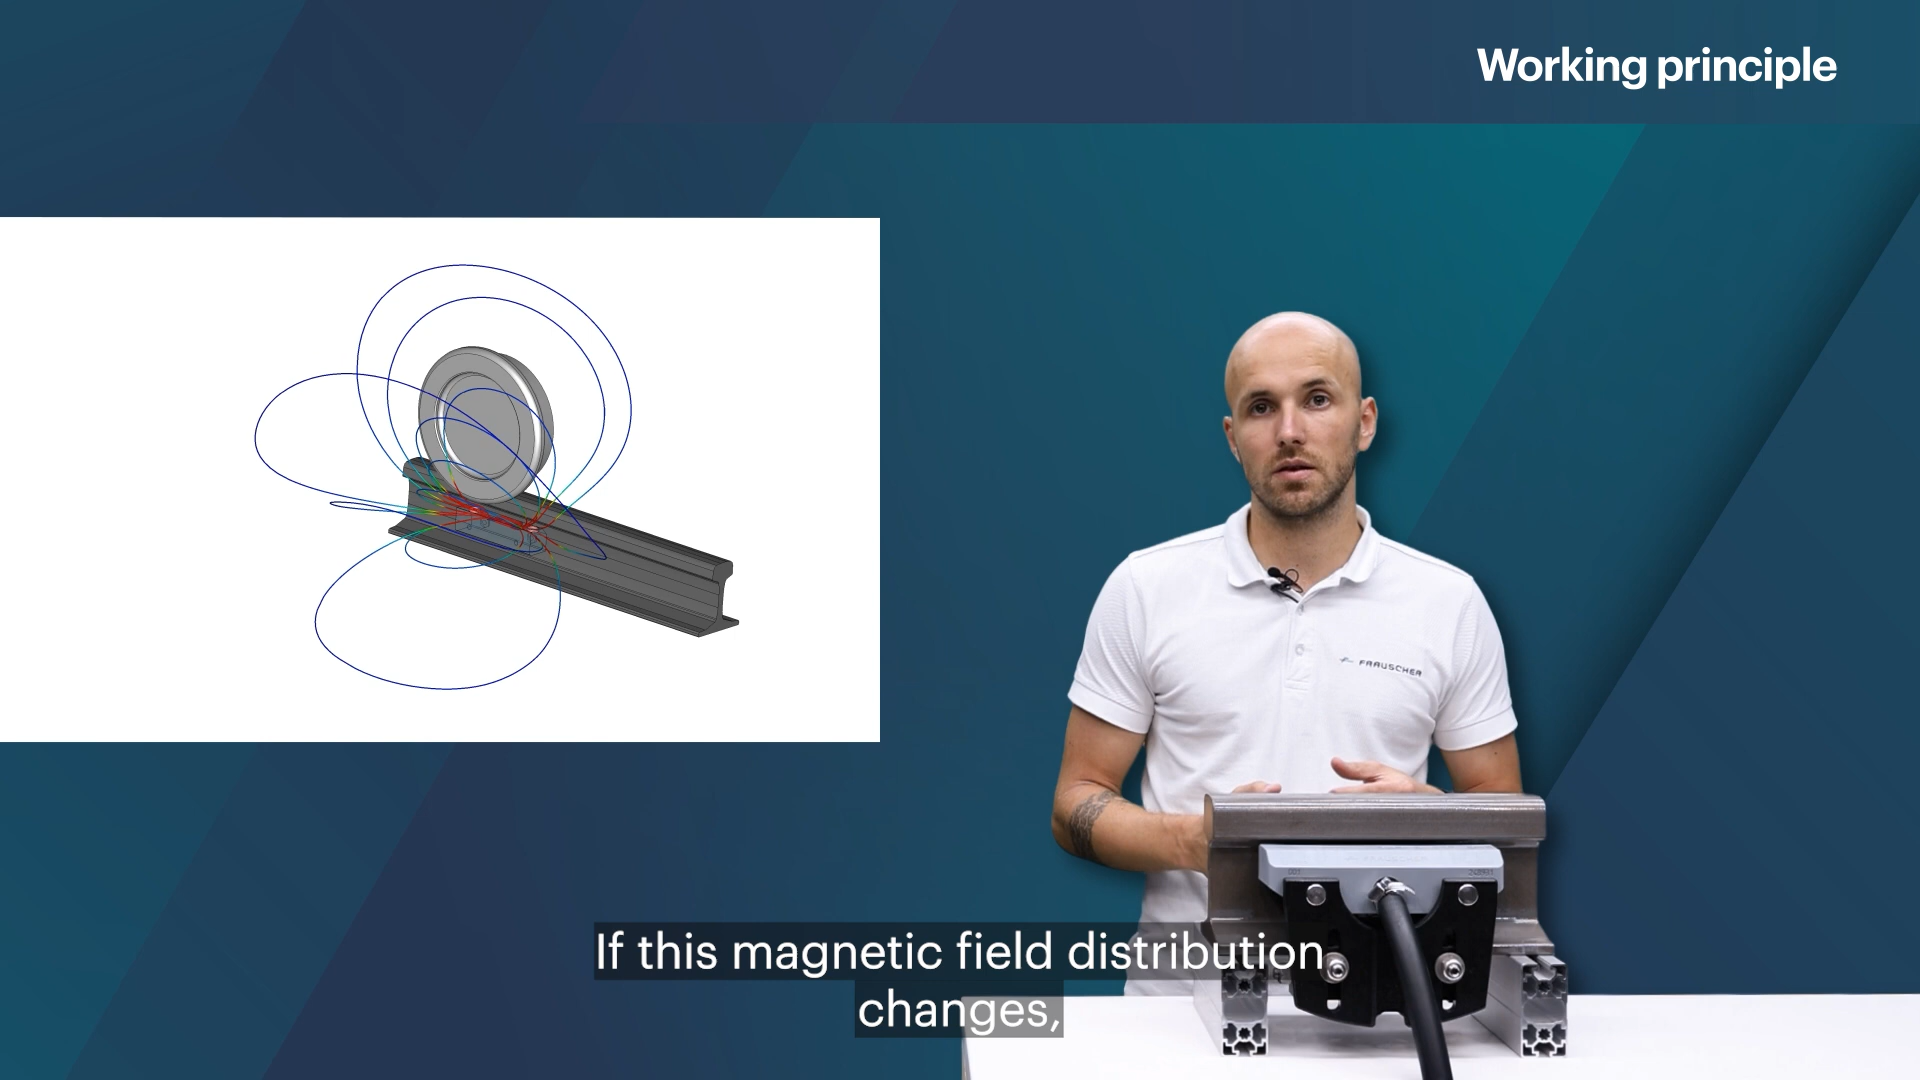 Working principle
FRAUSCHER
If this magnetic field distribution
changes,